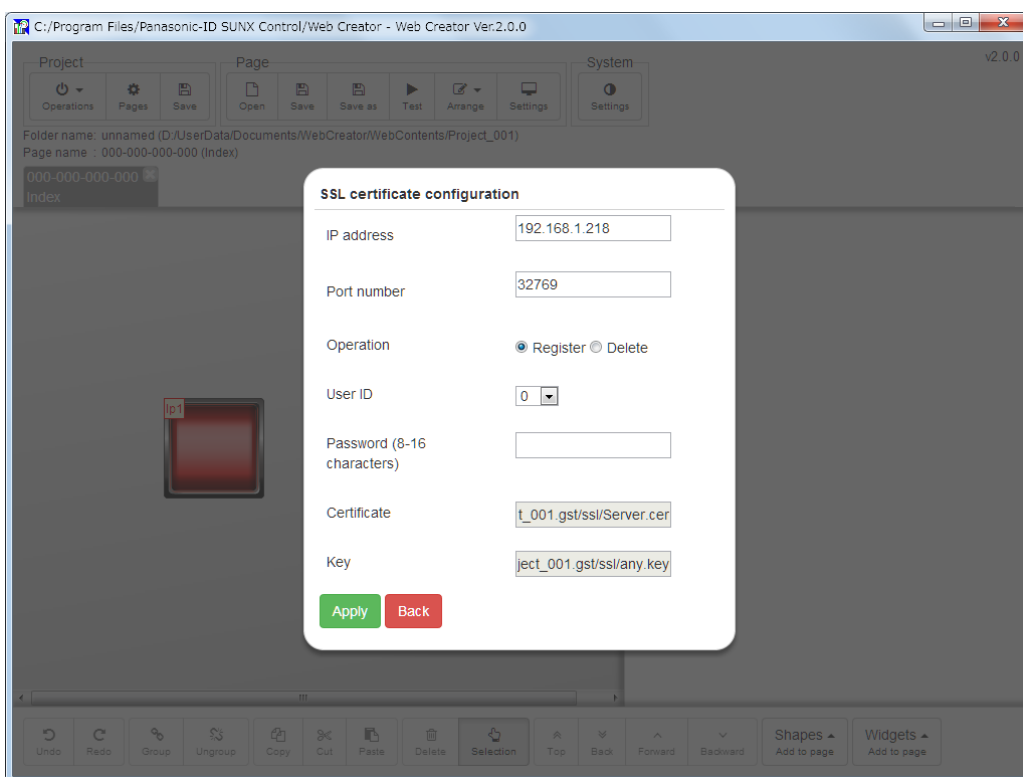 C:/Program Files/Panasonic-ID SUNX Control/Web Creator - Web Creator Ver.2.0.0
v2.0.0
Project
Page
System
Operations
Pages
Save
Open
Save
Save as
Test
Arrange
Settings
Settings
Folder name: unnamed (D:/UserData/Documents/WebCreator/WebContents/Project_001)
Page name : 000-000-000-000 (Index)
000-000-000-000
Index
SSL certificate configuration
IP address
192.168.1.218
Port number
32769
Operation
Register
Delete
User ID
0
Password (8-16
characters)
Certificate
t_001.gst/ssl/Server.cer
Key
ject_001.gst/ssl/any.key
Apply
Back
lp1
Undo
Redo
Group
Ungroup
Copy
Cut
Paste
Delete
Selection
Top
Back
Forward
Backward
Shapes
Add to page
Widgets
Add to page